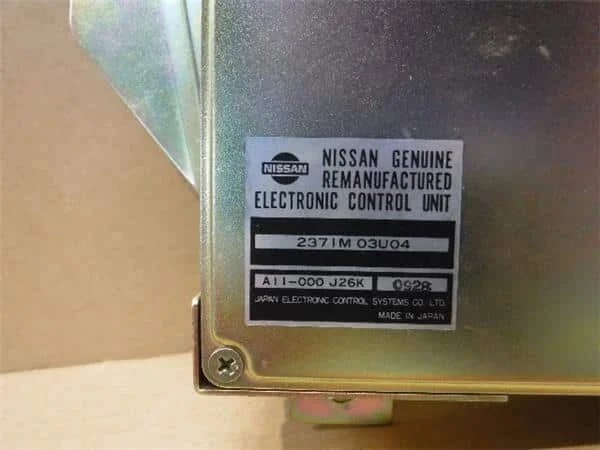 NISSAN
NISSAN GENUINE
REMANUFACTURED
ELECTRONIC CONTROL UNIT
2371M 03U04
A11-000 J26K 0928
JAPAN ELECTRONIC CONTROL SYSTEMS CO. LTD.
MADE IN JAPAN